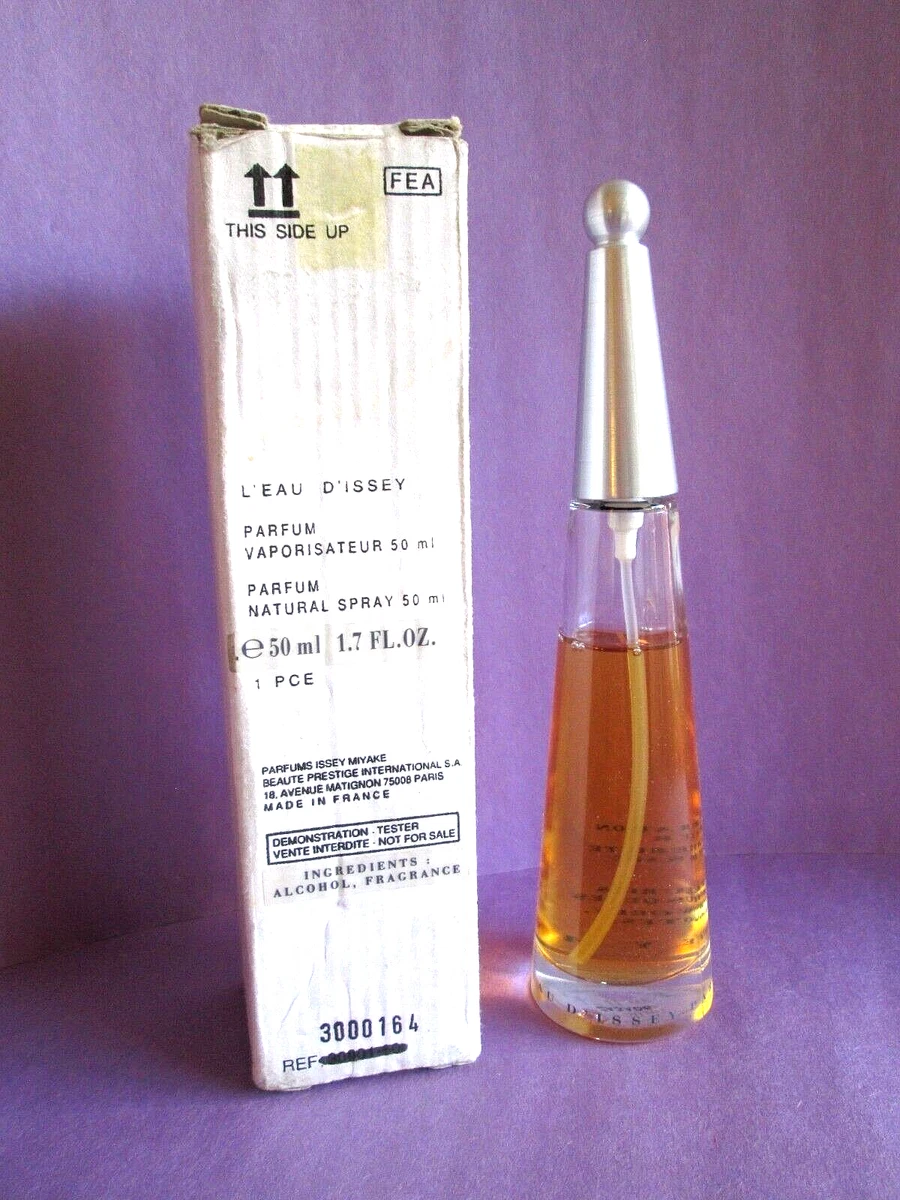 FEA
THIS SIDE UP
L'EAU D'ISSEY
PARFUM
VAPORISATEUR 50 ml
PARFUM
NATURAL SPRAY 50 ml
℮ 50 ml 1.7 FL.OZ.
1 PCE
PARFUMS ISSEY MIYAKE
BEAUTE PRESTIGE INTERNATIONAL S.A
18, AVENUE MATIGNON 75008 PARIS
MADE IN FRANCE
DEMONSTRATION - TESTER
VENTE INTERDITE - NOT FOR SALE
INGREDIENTS :
ALCOHOL, FRAGRANCE
3000164
REF
D'ISSEY